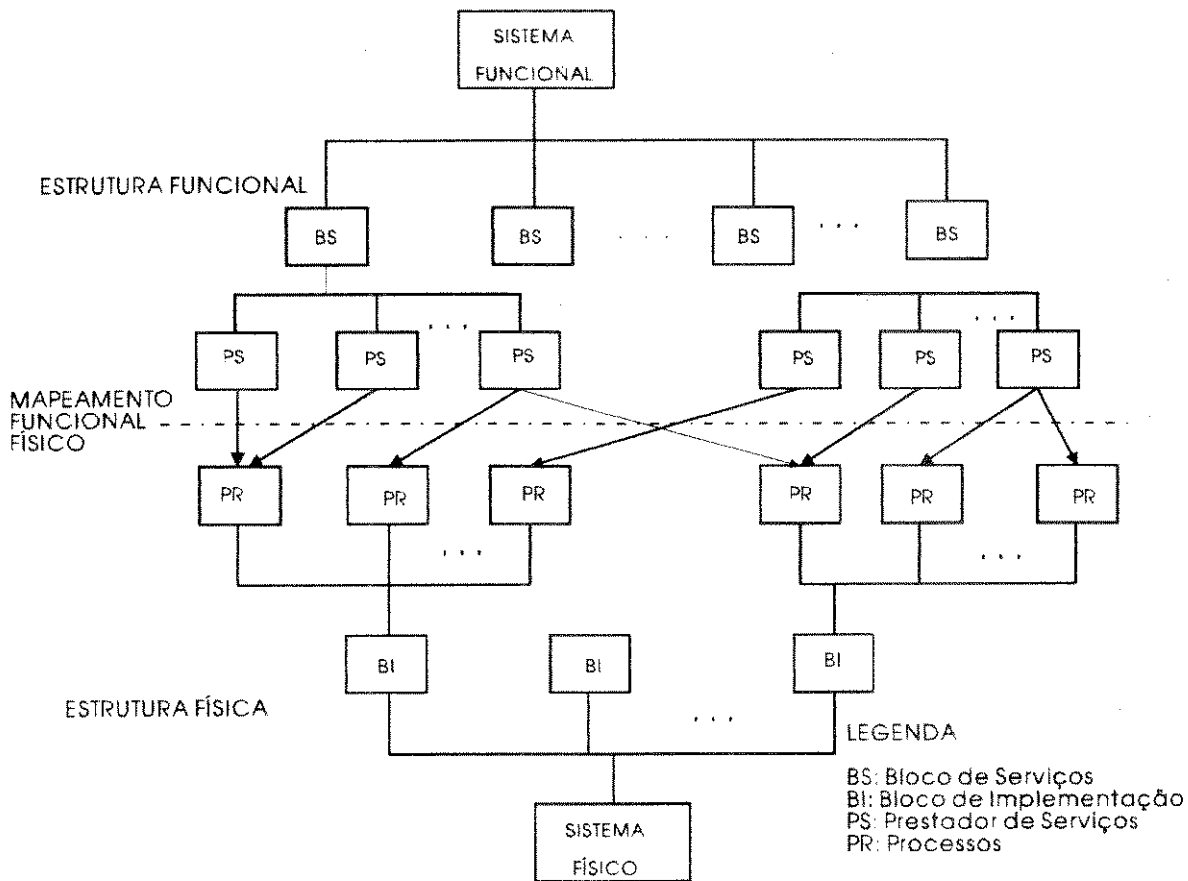 SISTEMA
FUNCIONAL
ESTRUTURA FUNCIONAL
BS BS . . . BS . . . BS
PS PS . . . PS PS PS . . . PS
MAPEAMENTO
FUNCIONAL
FÍSICO
PR PR PR PR PR PR
. . . . . .
BI BI BI
ESTRUTURA FÍSICA
. . .
LEGENDA
BS: Bloco de Serviços
BI: Bloco de Implementação
PS: Prestador de Serviços
PR: Processos
SISTEMA
FÍSICO